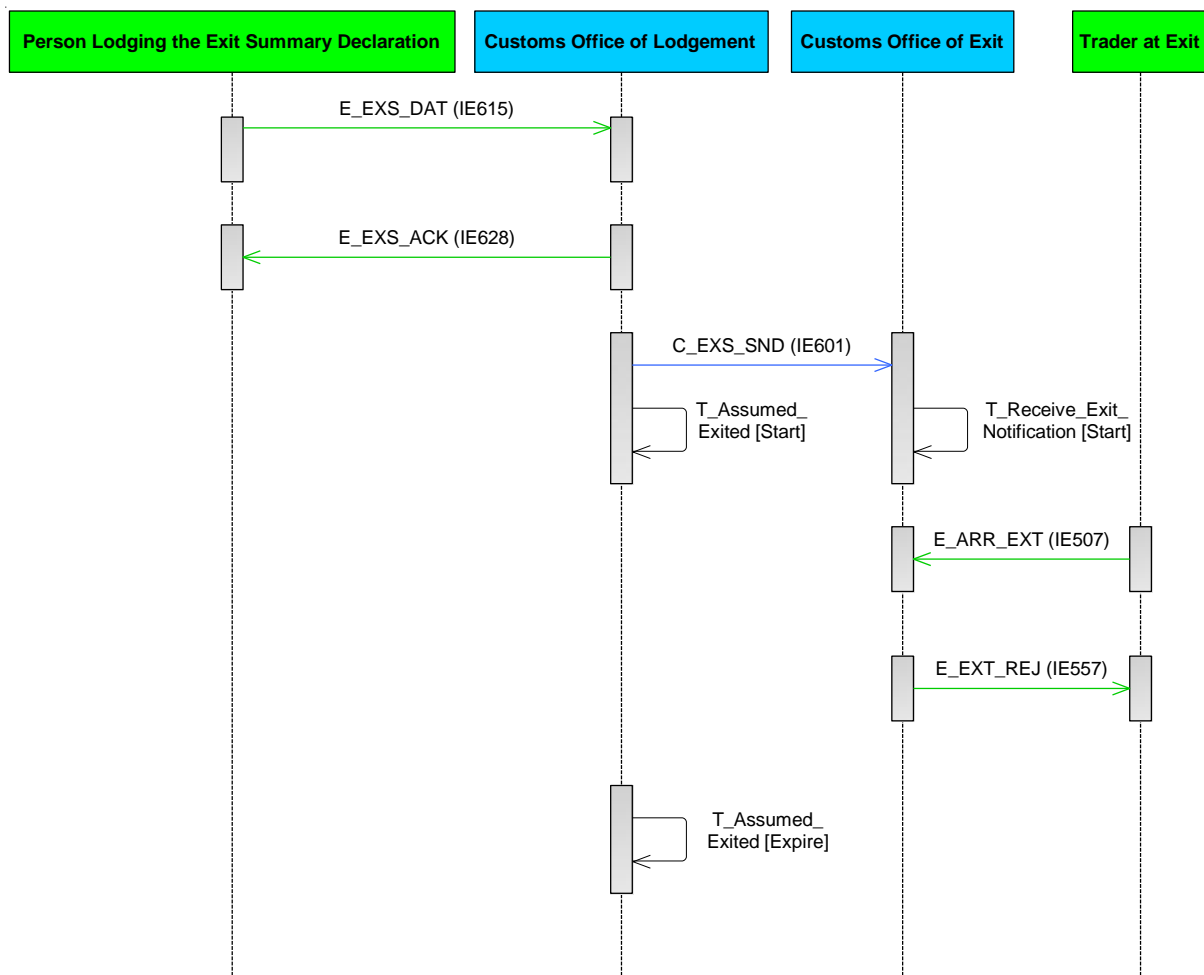 Person Lodging the Exit Summary Declaration
Customs Office of Lodgement
Customs Office of Exit
Trader at Exit
E_EXS_DAT (IE615)
E_EXS_ACK (IE628)
C_EXS_SND (IE601)
T_Assumed_
Exited [Start]
T_Receive_Exit_
Notification [Start]
E_ARR_EXT (IE507)
E_EXT_REJ (IE557)
T_Assumed_
Exited [Expire]